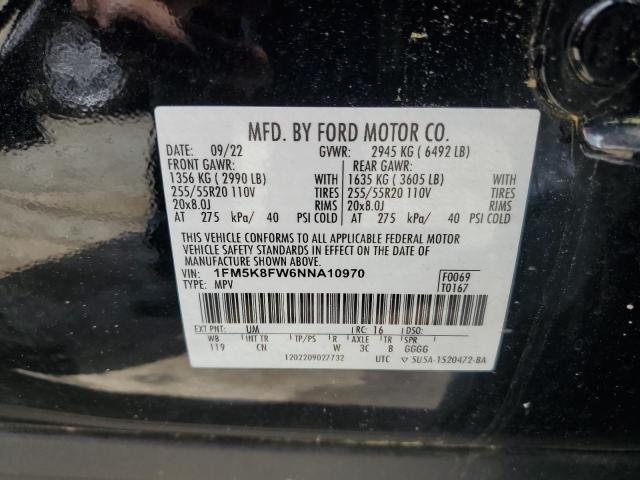 MFD. BY FORD MOTOR CO.
DATE: 09/22 GVWR: 2945 KG ( 6492 LB)
FRONT GAWR: REAR GAWR:
1356 KG ( 2990 LB) WITH 1635 KG ( 3605 LB) WITH
255/55R20 110V TIRES 255/55R20 110V TIRES
20x8.0J RIMS 20x8.0J RIMS
AT 275 kPa/ 40 PSI COLD AT 275 kPa/ 40 PSI COLD
THIS VEHICLE CONFORMS TO ALL APPLICABLE FEDERAL MOTOR
VEHICLE SAFETY STANDARDS IN EFFECT ON THE DATE OF
MANUFACTURE SHOWN ABOVE.
VIN: 1FM5K8FW6NNA10970 F0069
TYPE: MPV T0167
EXT PNT: UM RC: 16 DSO:
WB INT TR TP/PS R AXLE TR SPR
119 CN W 3C B GGGG
1202209027732 UTC 5U5A-1520472-BA